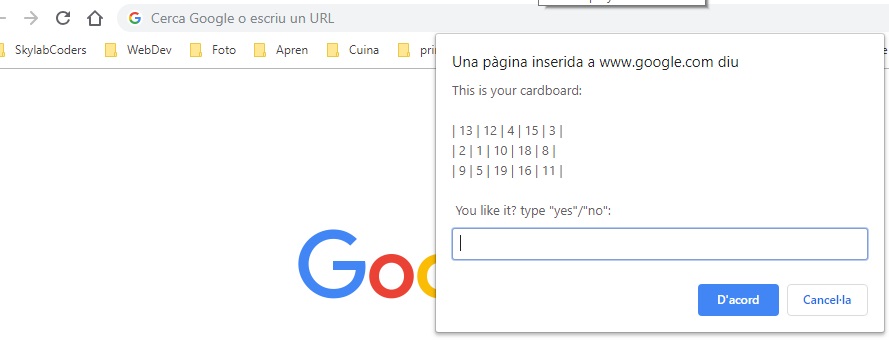 Cerca Google o escriu un URL
SkylabCoders WebDev Foto Apren Cuina
Una pàgina inserida a www.google.com diu
This is your cardboard:
| 13 | 12 | 4 | 15 | 3 |
| 2 | 1 | 10 | 18 | 8 |
| 9 | 5 | 19 | 16 | 11 |
You like it? type "yes"/"no":
D'acord Cancel·la
Goo